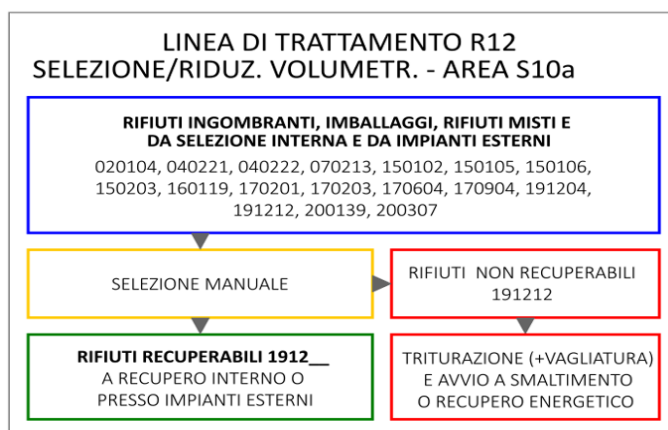 LINEA DI TRATTAMENTO R12
SELEZIONE/RIDUZ. VOLUMETR. - AREA S10a
RIFIUTI INGOMBRANTI, IMBALLAGGI, RIFIUTI MISTI E
DA SELEZIONE INTERNA E DA IMPIANTI ESTERNI
020104, 040221, 040222, 070213, 150102, 150105, 150106,
150203, 160119, 170201, 170203, 170604, 170904, 191204,
191212, 200139, 200307
SELEZIONE MANUALE
RIFIUTI NON RECUPERABILI
191212
RIFIUTI RECUPERABILI 1912__
A RECUPERO INTERNO O
PRESSO IMPIANTI ESTERNI
TRITURAZIONE (+VAGLIATURA)
E AVVIO A SMALTIMENTO
O RECUPERO ENERGETICO